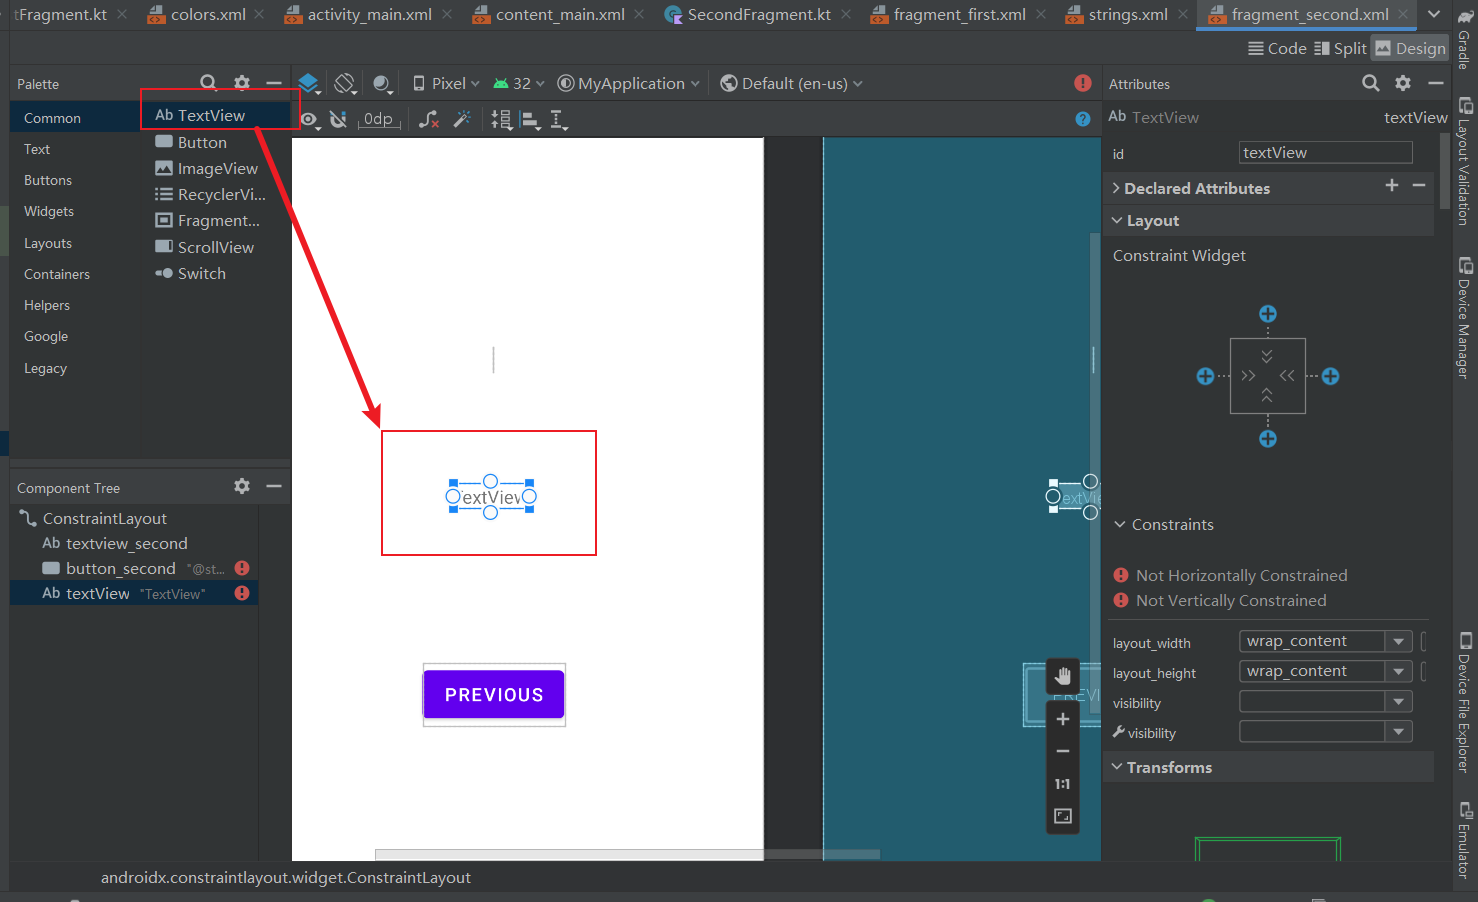 tFragment.kt
colors.xml
activity_main.xml
content_main.xml
SecondFragment.kt
fragment_first.xml
strings.xml
fragment_second.xml
Code
Split
Design
Palette
Common
Text
Buttons
Widgets
Layouts
Containers
Helpers
Google
Legacy
Ab TextView
Button
ImageView
RecyclerVi...
Fragment...
ScrollView
Switch
Pixel
32
MyApplication
Default (en-us)
0dp
TextView
PREVIOUS
extVie
PREVI
1:1
Component Tree
ConstraintLayout
Ab textview_second
button_second "@st...
Ab textView "TextView"
Attributes
Ab TextView textView
id textView
Declared Attributes
Layout
Constraint Widget
Constraints
Not Horizontally Constrained
Not Vertically Constrained
layout_width wrap_content
layout_height wrap_content
visibility
visibility
Transforms
Gradle
Layout Validation
Device Manager
Device File Explorer
Emulator
androidx.constraintlayout.widget.ConstraintLayout